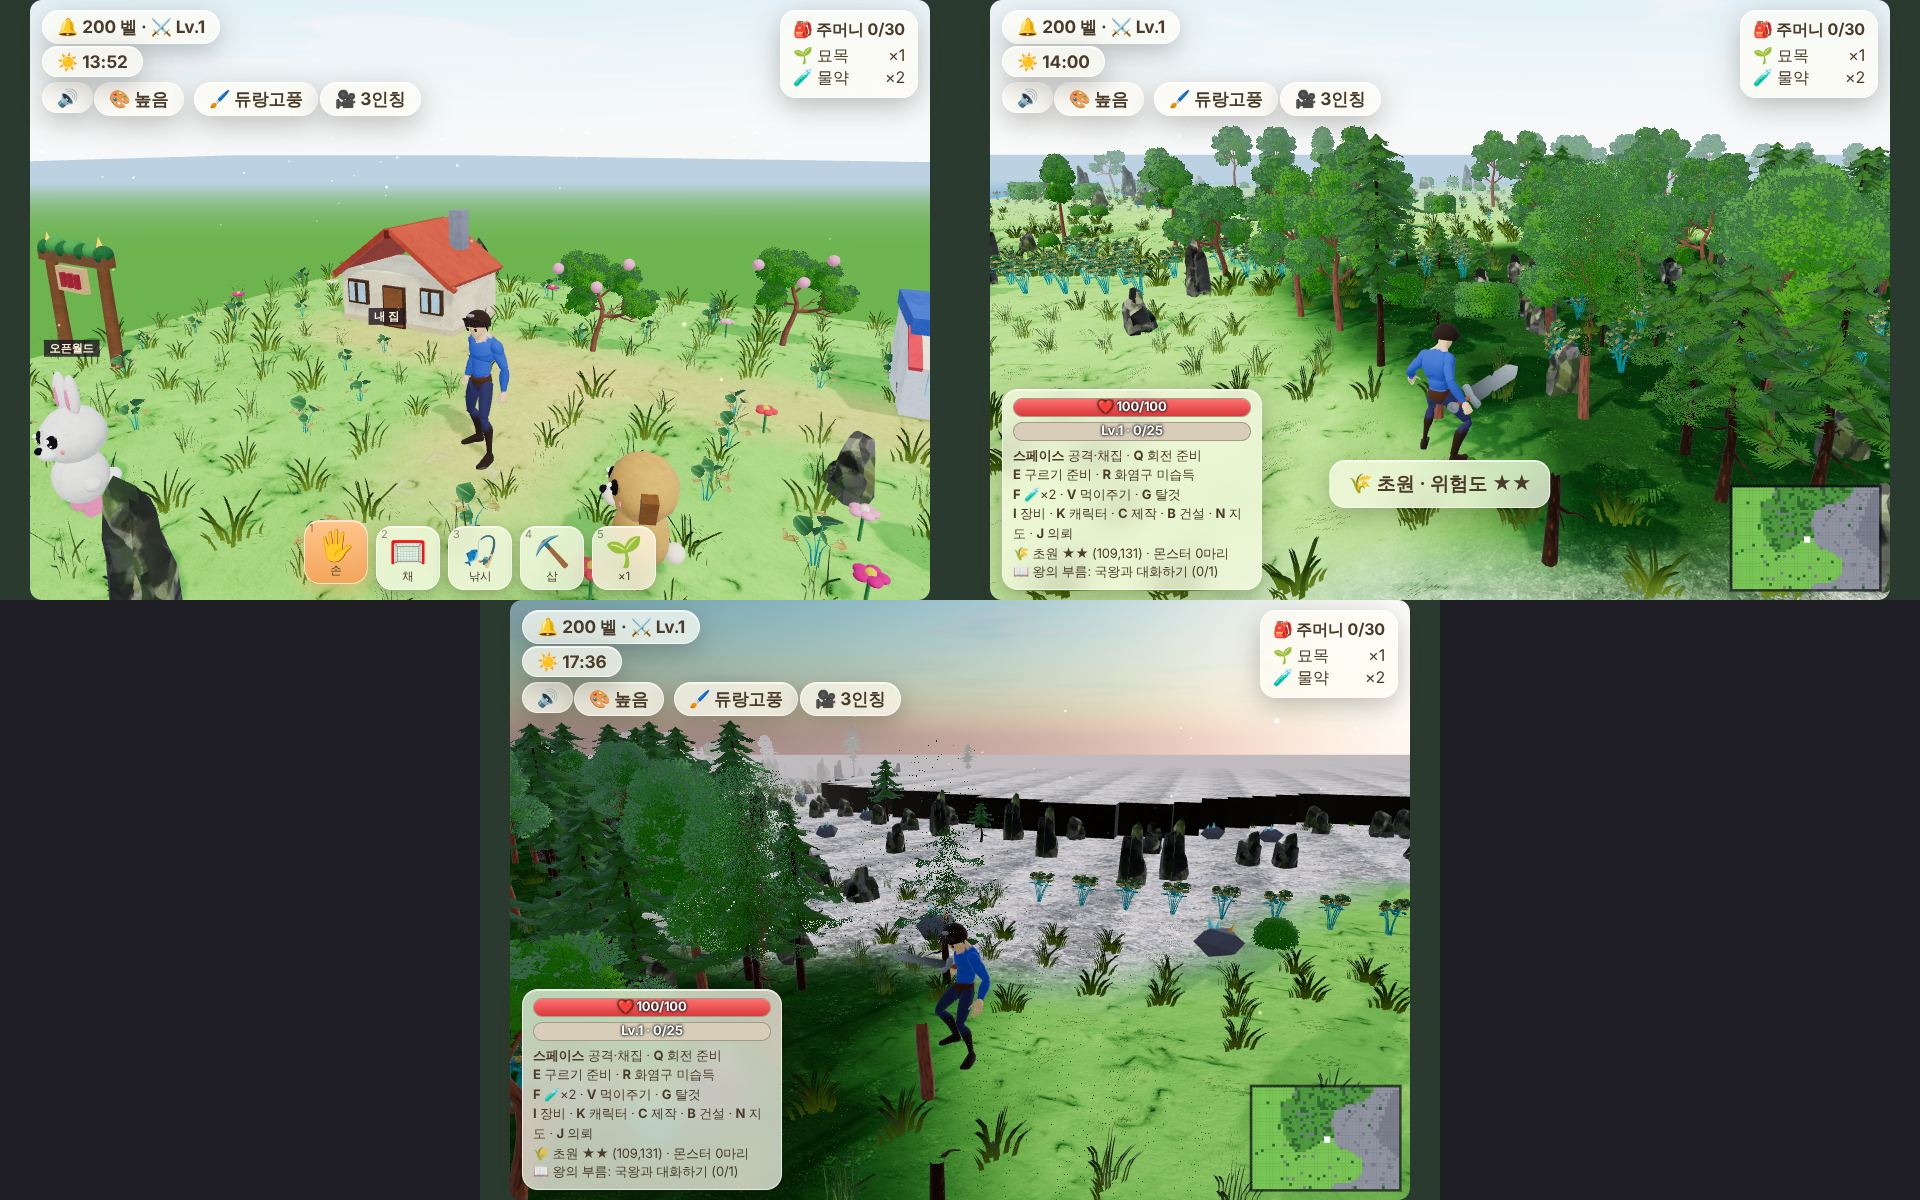 200 벨 · Lv.1
13:52
높음
듀랑고풍
3인칭
주머니 0/30
묘목 ×1
물약 ×2
내 집
오픈월드
1
손
2
채
3
낚시
4
삽
5
×1
200 벨 · Lv.1
14:00
높음
듀랑고풍
3인칭
주머니 0/30
묘목 ×1
물약 ×2
100/100
Lv.1 · 0/25
스페이스 공격·채집 · Q 회전 준비
E 구르기 준비 · R 화염구 미습득
F ×2 · V 먹이주기 · G 탈것
I 장비 · K 캐릭터 · C 제작 · B 건설 · N 지
도 · J 의뢰
초원 ★★ (109,131) · 몬스터 0마리
왕의 부름: 국왕과 대화하기 (0/1)
초원 · 위험도 ★★
200 벨 · Lv.1
17:36
높음
듀랑고풍
3인칭
주머니 0/30
묘목 ×1
물약 ×2
100/100
Lv.1 · 0/25
스페이스 공격·채집 · Q 회전 준비
E 구르기 준비 · R 화염구 미습득
F ×2 · V 먹이주기 · G 탈것
I 장비 · K 캐릭터 · C 제작 · B 건설 · N 지
도 · J 의뢰
초원 ★★ (109,131) · 몬스터 0마리
왕의 부름: 국왕과 대화하기 (0/1)